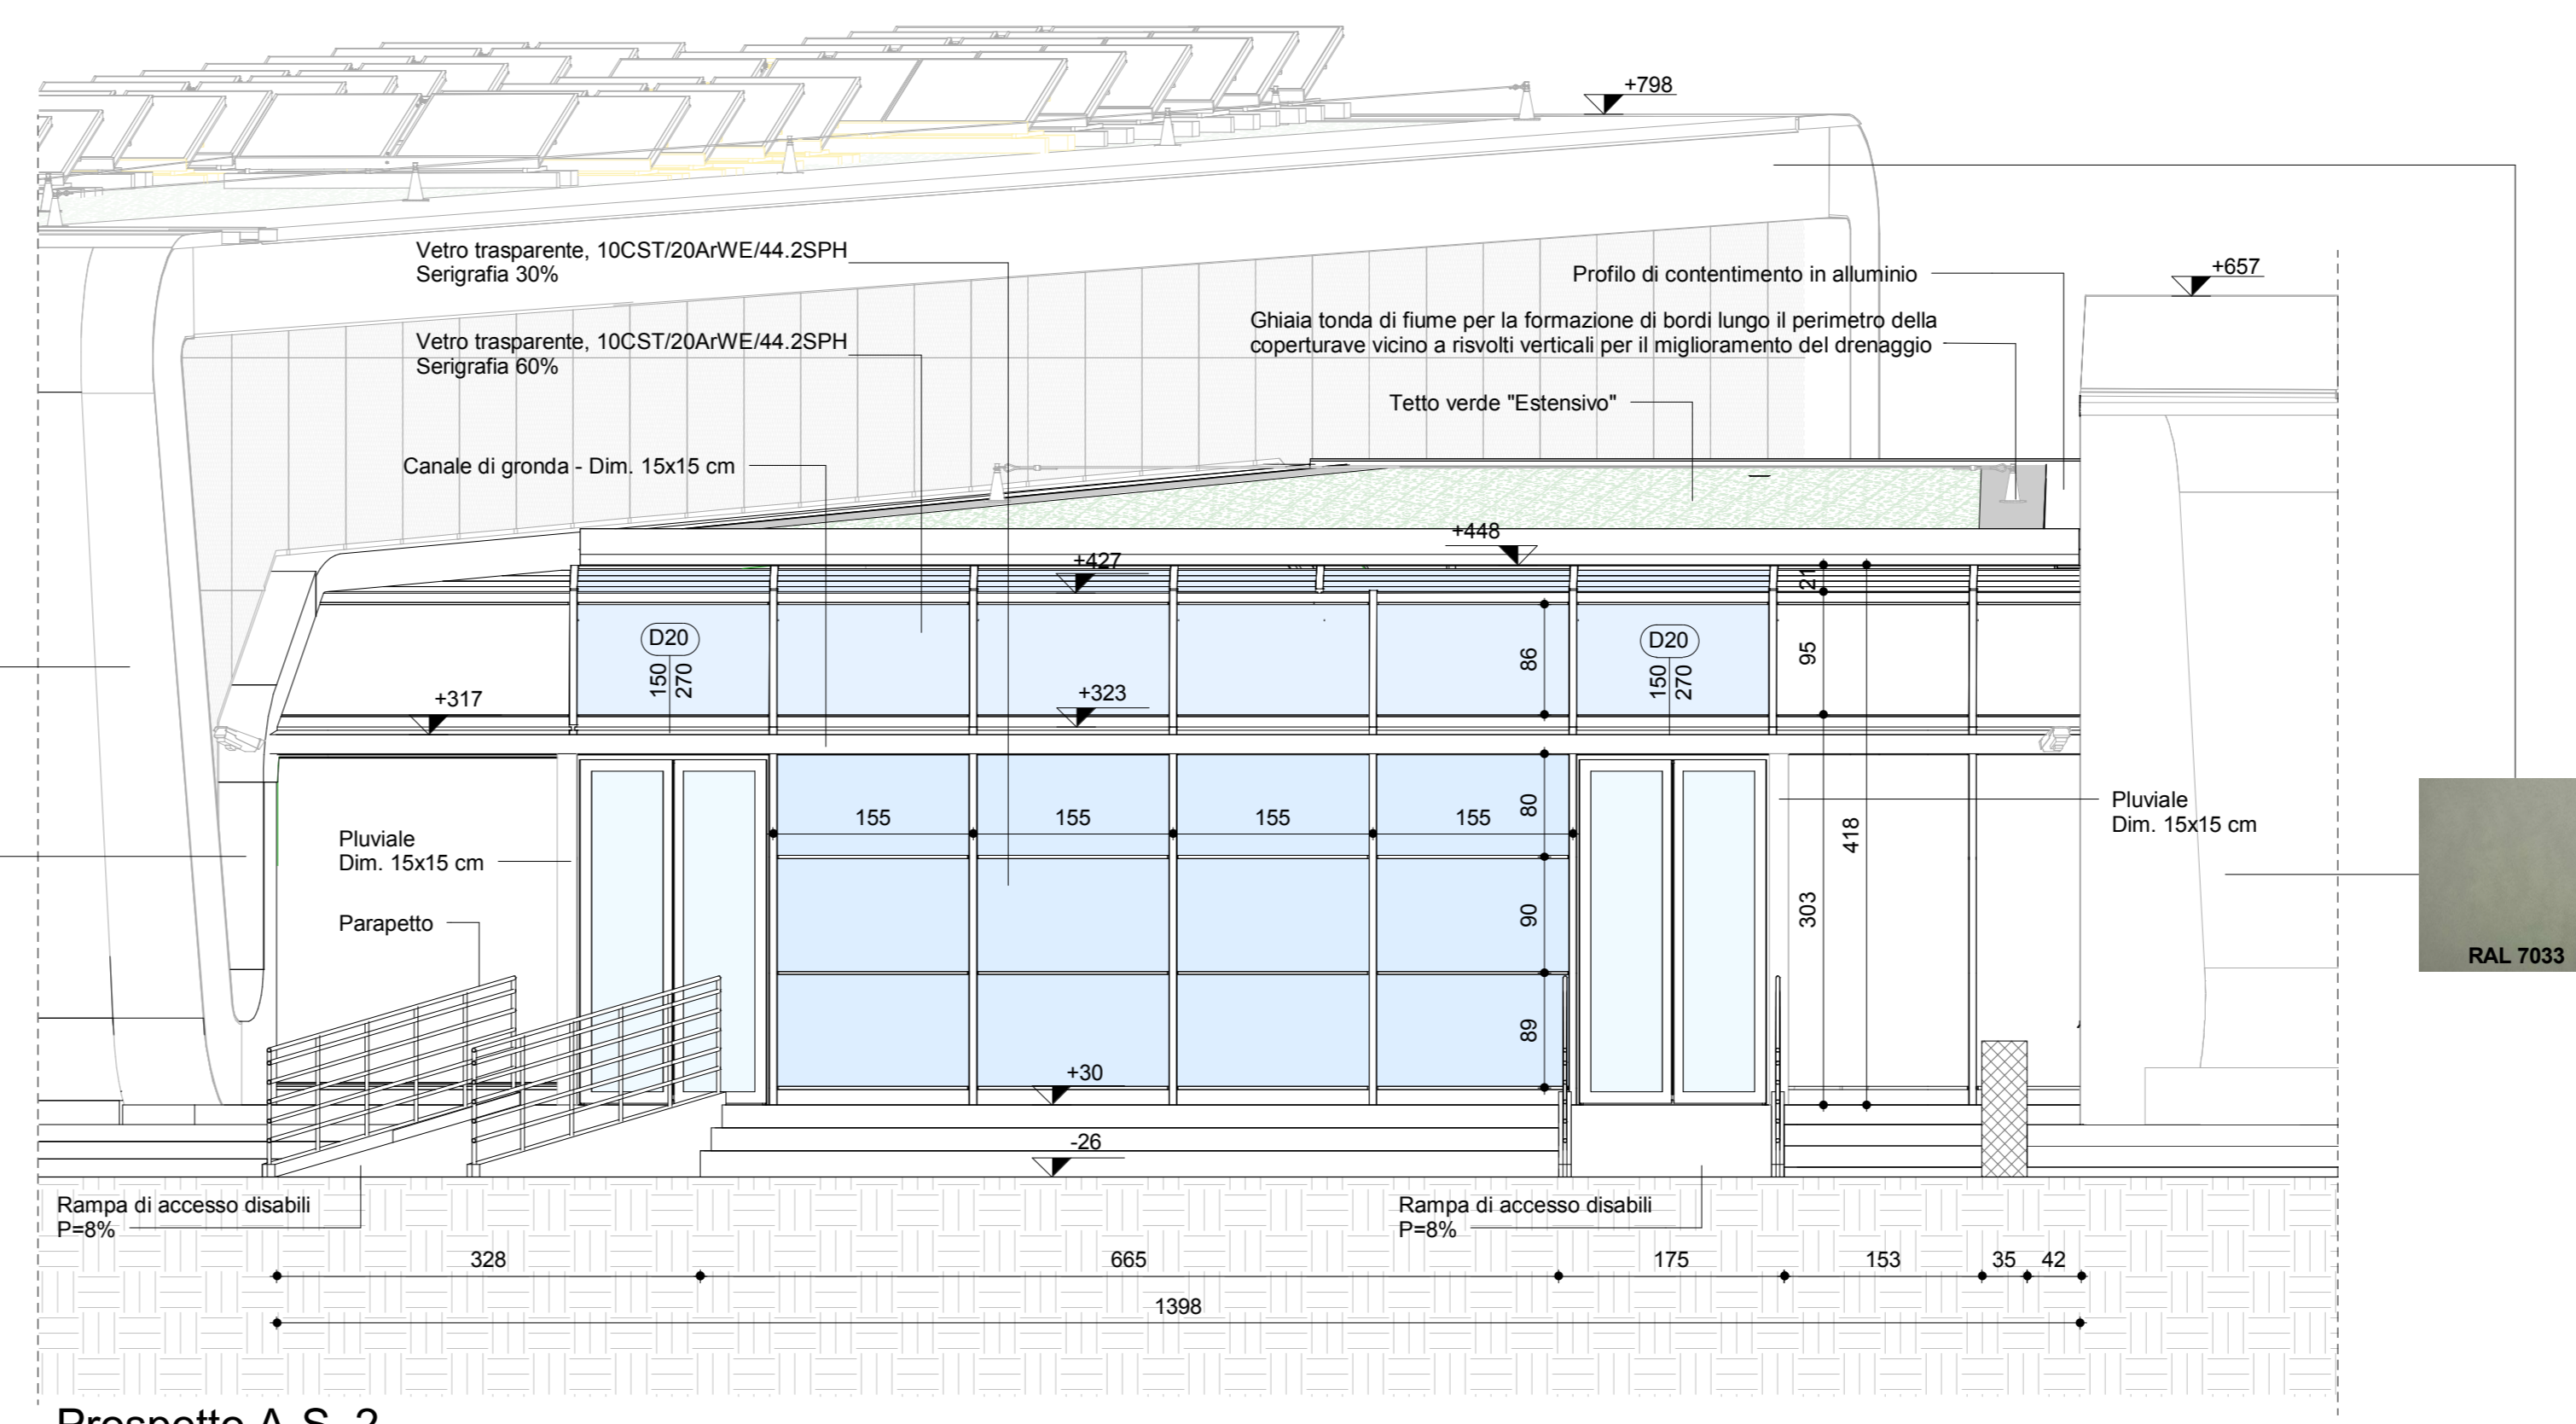 +798
Vetro trasparente, 10CST/20ArWE/44.2SPH
Serigrafia 30%
Profilo di contentimento in alluminio
+657
Ghiaia tonda di fiume per la formazione di bordi lungo il perimetro della
coperturave vicino a risvolti verticali per il miglioramento del drenaggio
Vetro trasparente, 10CST/20ArWE/44.2SPH
Serigrafia 60%
Tetto verde "Estensivo"
Canale di gronda - Dim. 15x15 cm
+448
+427
21
D20
150
270
86
D20
150
270
95
+317
+323
155
155
155
155
80
Pluviale
Dim. 15x15 cm
418
Pluviale
Dim. 15x15 cm
Parapetto
90
303
RAL 7033
89
+30
-26
Rampa di accesso disabili
P=8%
Rampa di accesso disabili
P=8%
328
665
175
153
35
42
1398
Prospetto A.S. 2